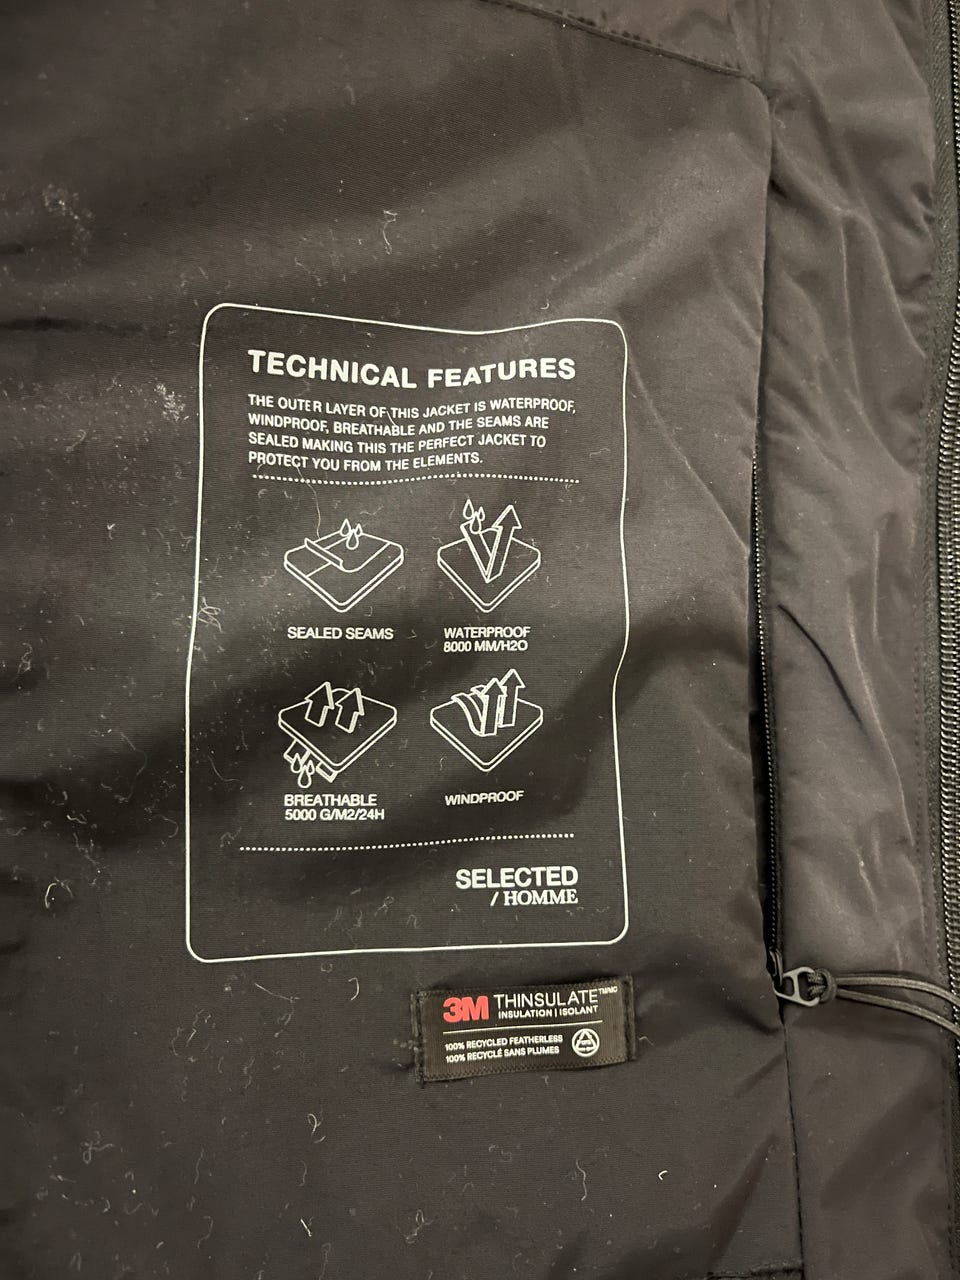 TECHNICAL FEATURES
THE OUTER LAYER OF THIS JACKET IS WATERPROOF,
WINDPROOF, BREATHABLE AND THE SEAMS ARE
SEALED MAKING THIS THE PERFECT JACKET TO
PROTECT YOU FROM THE ELEMENTS.
SEALED SEAMS
WATERPROOF
8000 MM/H2O
BREATHABLE
5000 G/M2/24H
WINDPROOF
SELECTED
/ HOMME
3M THINSULATE
INSULATION | ISOLANT
100% RECYCLED FEATHERLESS
100% RECYCLÉ SANS PLUMES